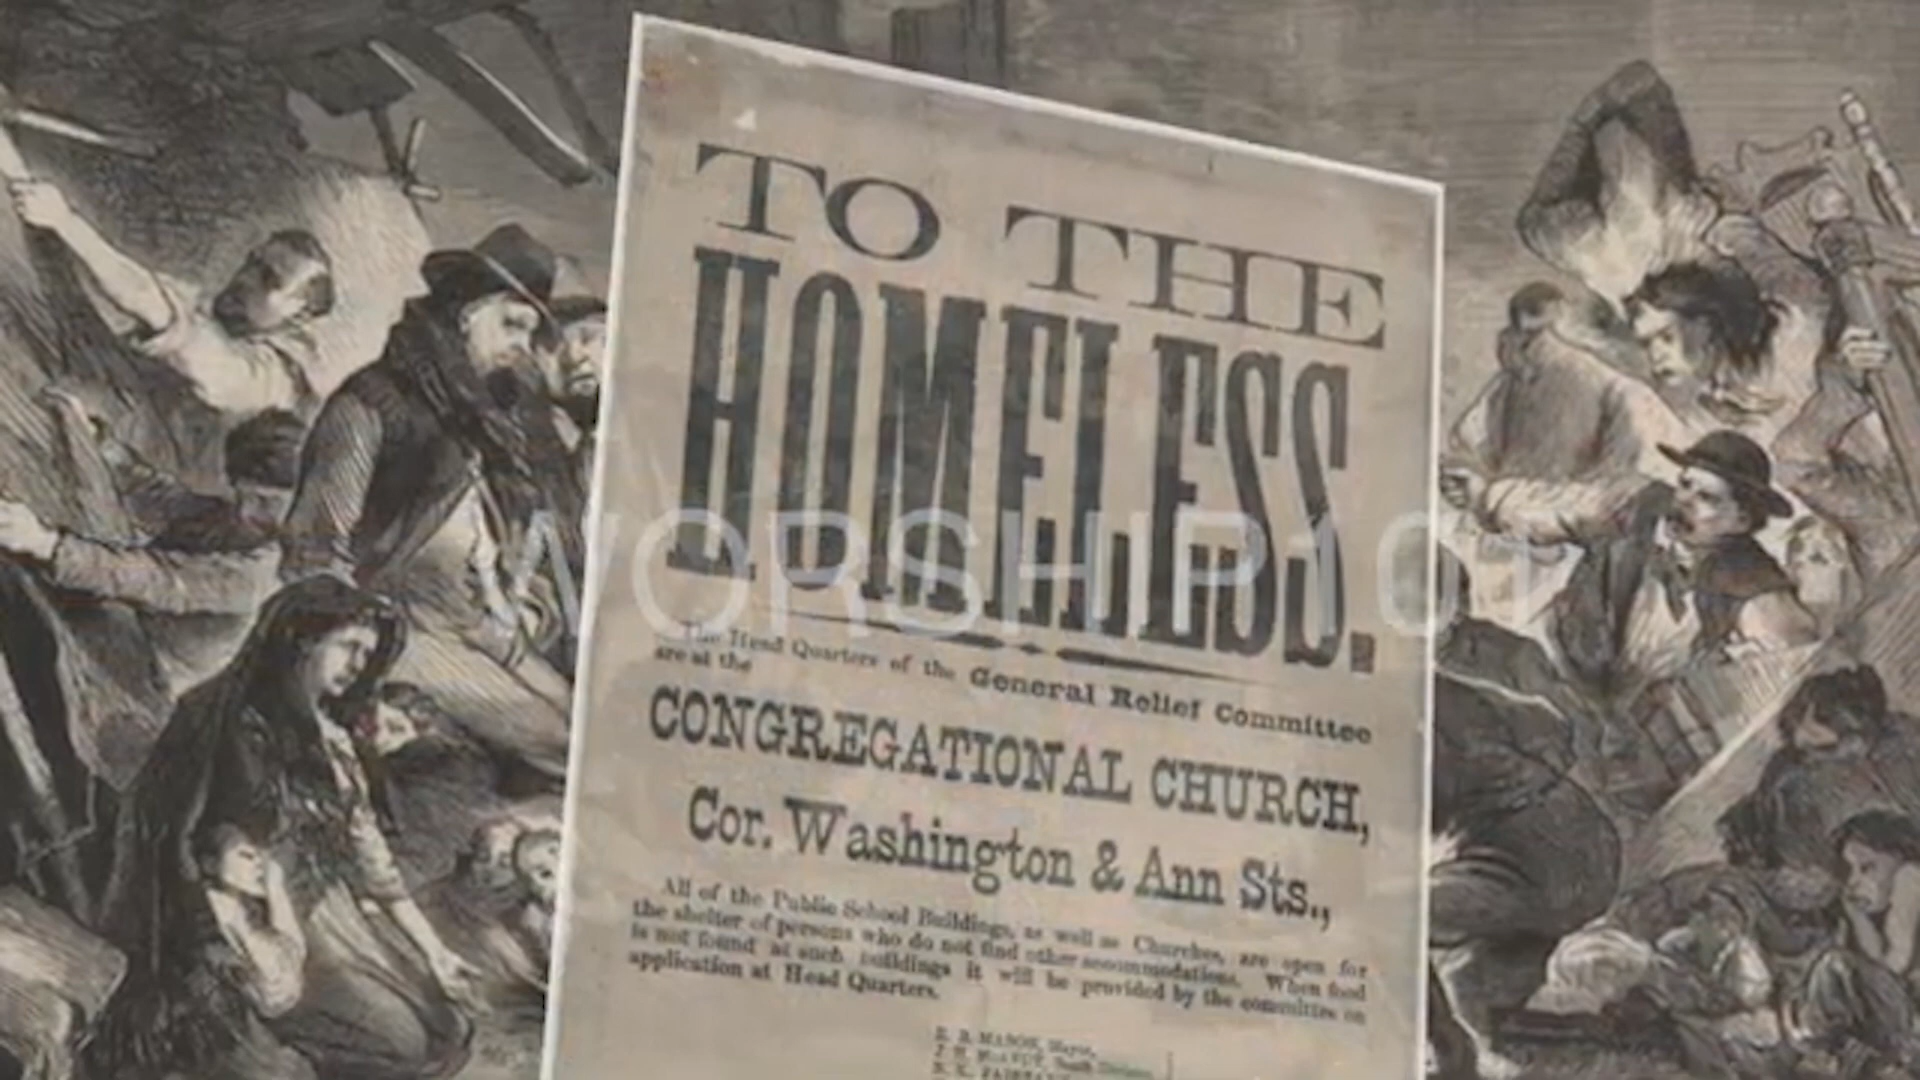 TO THE
HOMELESS.
WORSHIP101
The Head Quarters of the General Relief Committee
are at the
CONGREGATIONAL CHURCH,
Cor. Washington & Ann Sts.,
All of the Public School Buildings, as well as Churches, are open for
the shelter of persons who do not find other accommodations. When food
is not found at such buildings it will be provided by the committee on
application at Head Quarters.
R. B. MASON, Mayor,